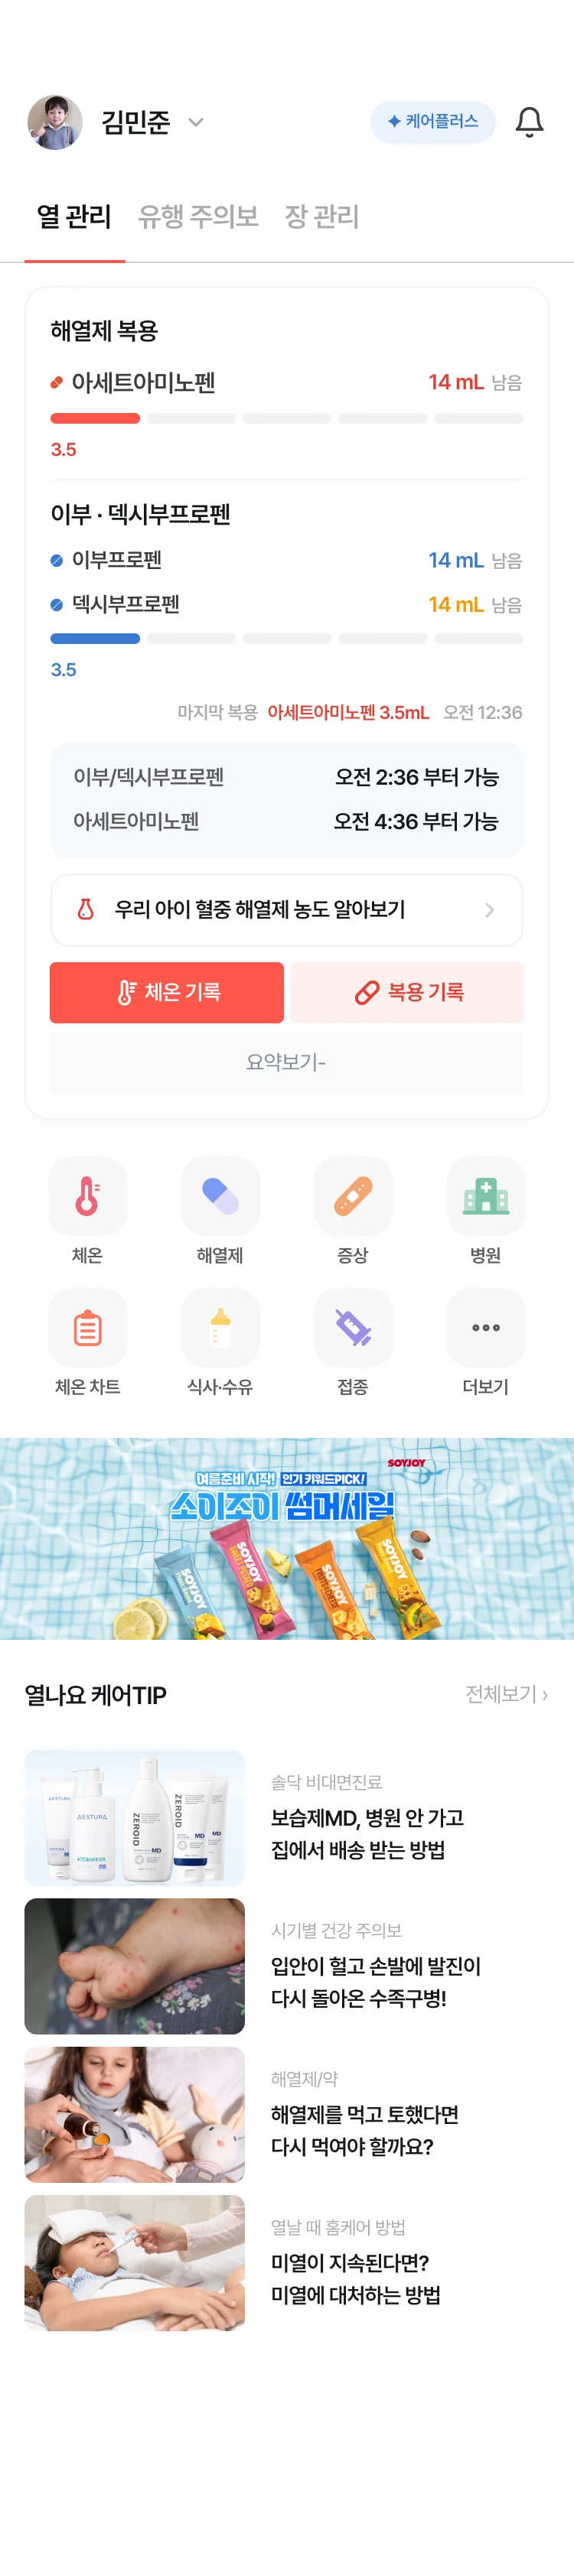 김민준
케어플러스
열 관리 유행 주의보 장 관리
해열제 복용
아세트아미노펜 14 mL 남음
3.5
이부 · 덱시부프로펜
이부프로펜 14 mL 남음
덱시부프로펜 14 mL 남음
3.5
마지막 복용 아세트아미노펜 3.5mL 오전 12:36
이부/덱시부프로펜 오전 2:36 부터 가능
아세트아미노펜 오전 4:36 부터 가능
우리 아이 혈중 해열제 농도 알아보기
체온 기록 복용 기록
요약보기-
체온 해열제 증상 병원
체온 차트 식사·수유 접종 더보기
SOYJOY
여름준비 시작! 인기 키워드PICK!
소이조이 썸머세일
SOYJOY SOYJOY SOYJOY SOYJOY
열나요 케어TIP 전체보기 ›
AESTURA AESTURA ZEROID ZEROID
ATOBARRIER MD MD MD
솔닥 비대면진료
보습제MD, 병원 안 가고
집에서 배송 받는 방법
시기별 건강 주의보
입안이 헐고 손발에 발진이
다시 돌아온 수족구병!
해열제/약
해열제를 먹고 토했다면
다시 먹여야 할까요?
열날 때 홈케어 방법
미열이 지속된다면?
미열에 대처하는 방법